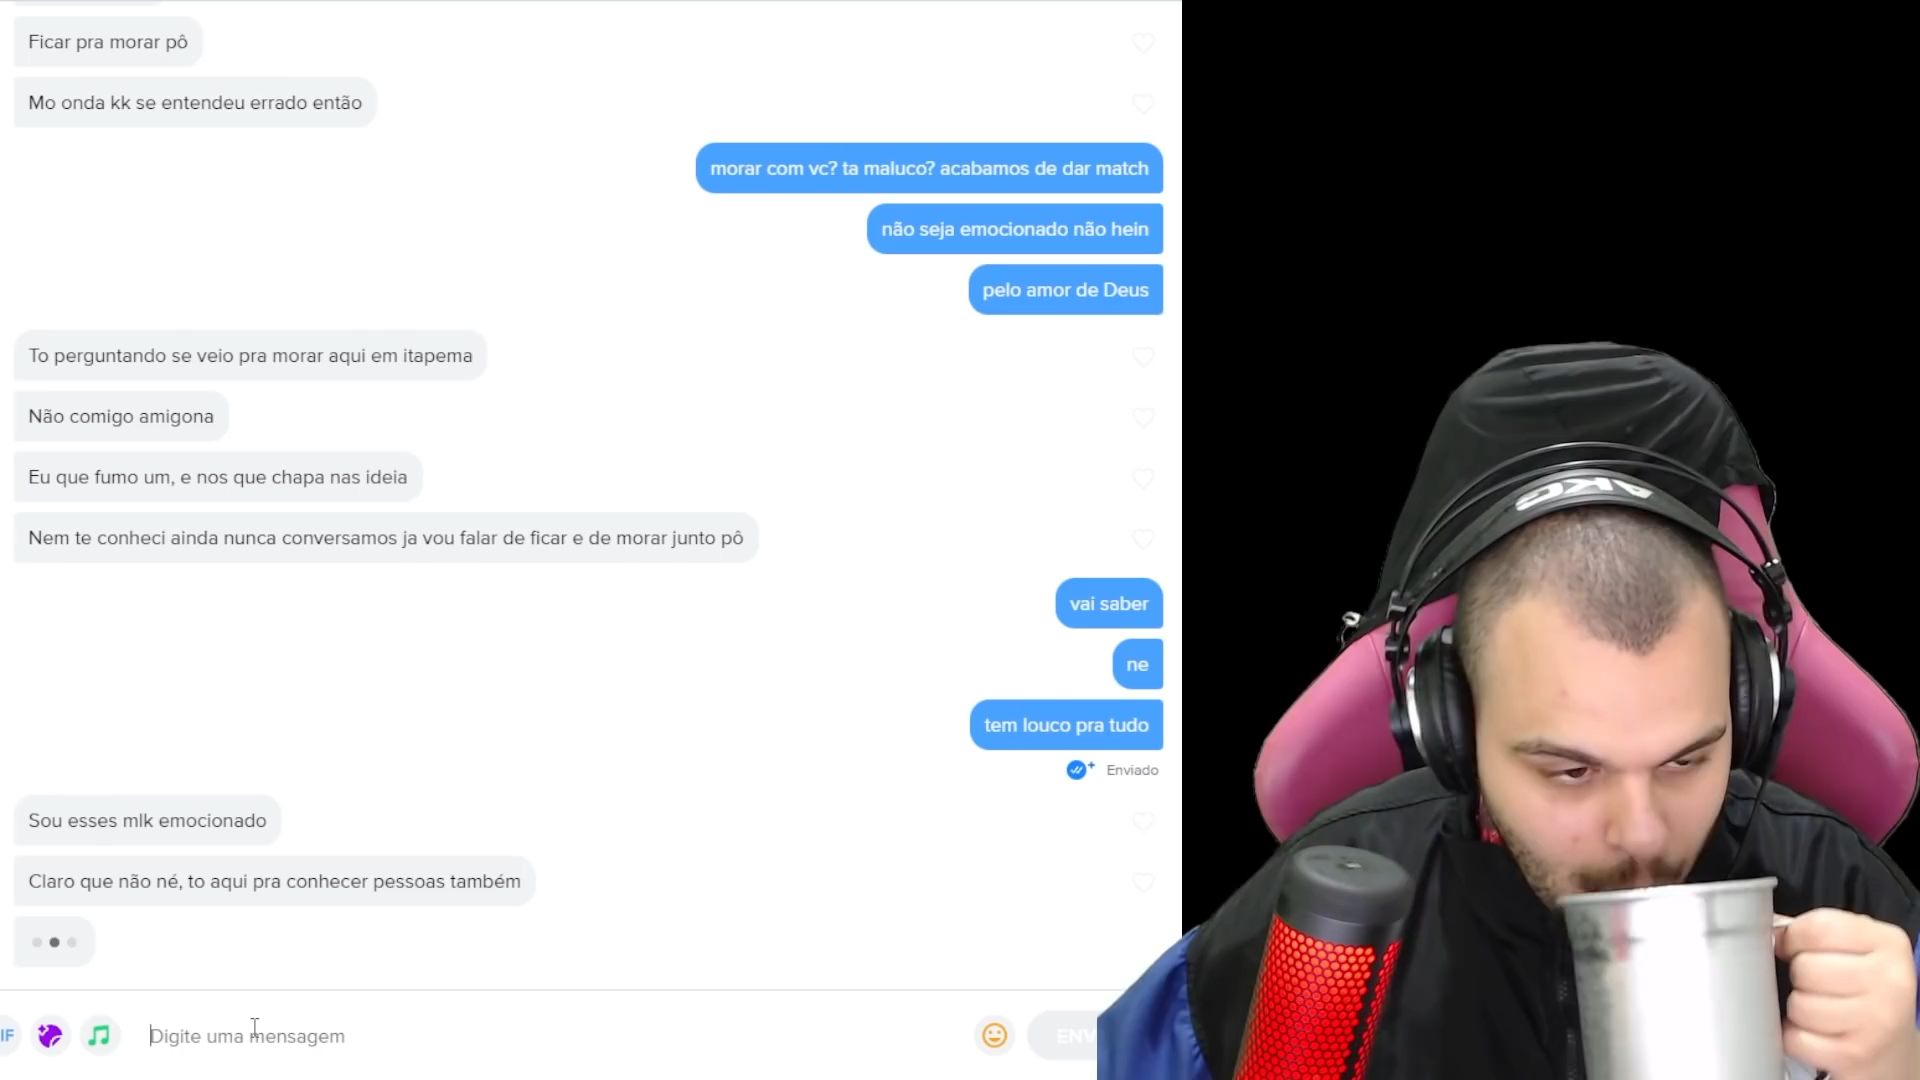 Ficar pra morar pô
Mo onda kk se entendeu errado então
morar com vc? ta maluco? acabamos de dar match
não seja emocionado não hein
pelo amor de Deus
To perguntando se veio pra morar aqui em itapema
Não comigo amigona
Eu que fumo um, e nos que chapa nas ideia
Nem te conheci ainda nunca conversamos ja vou falar de ficar e de morar junto pô
vai saber
ne
tem louco pra tudo
Enviado
Sou esses mlk emocionado
Claro que não né, to aqui pra conhecer pessoas também
IF
Digite uma mensagem
ENV
AKG